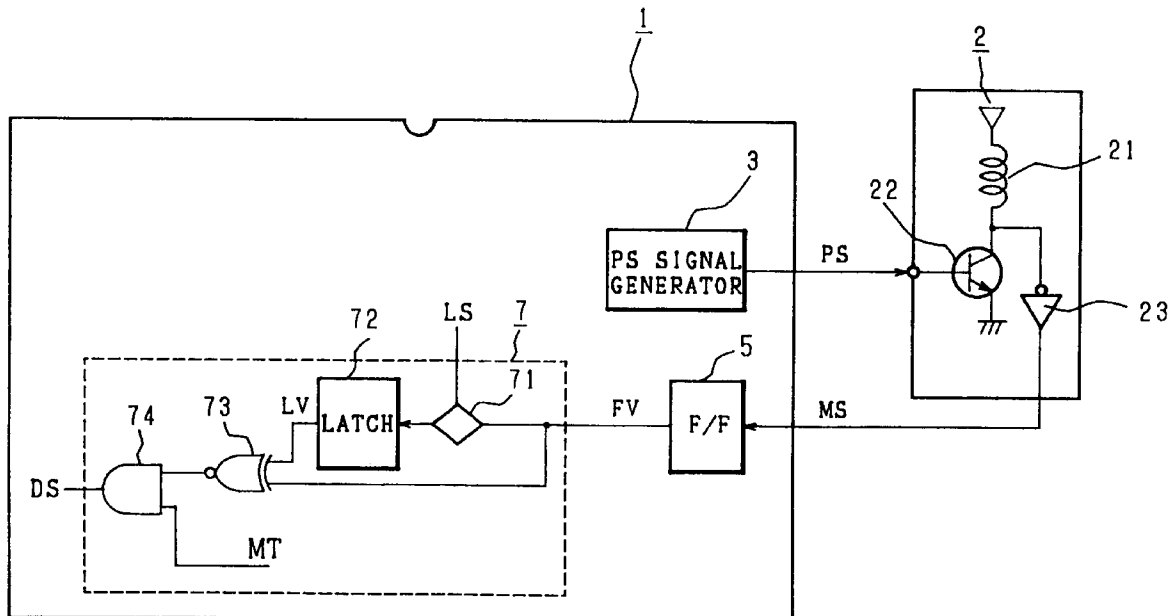 1
2
21
3
22
PS SIGNAL
GENERATOR
PS
23
LS
7
72
71
5
LV
LATCH
FV
F/F
MS
73
74
DS
MT